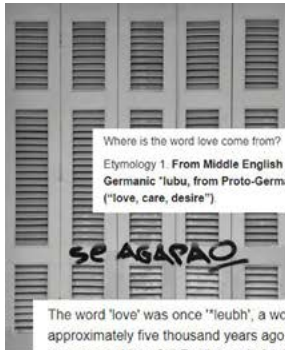 Where is the word love come from?
Etymology 1. From Middle English
Germanic *lubu, from Proto-Germ
("love, care, desire").
se AGAPAO
The word 'love' was once '*leubh', a wo
approximately five thousand years ago